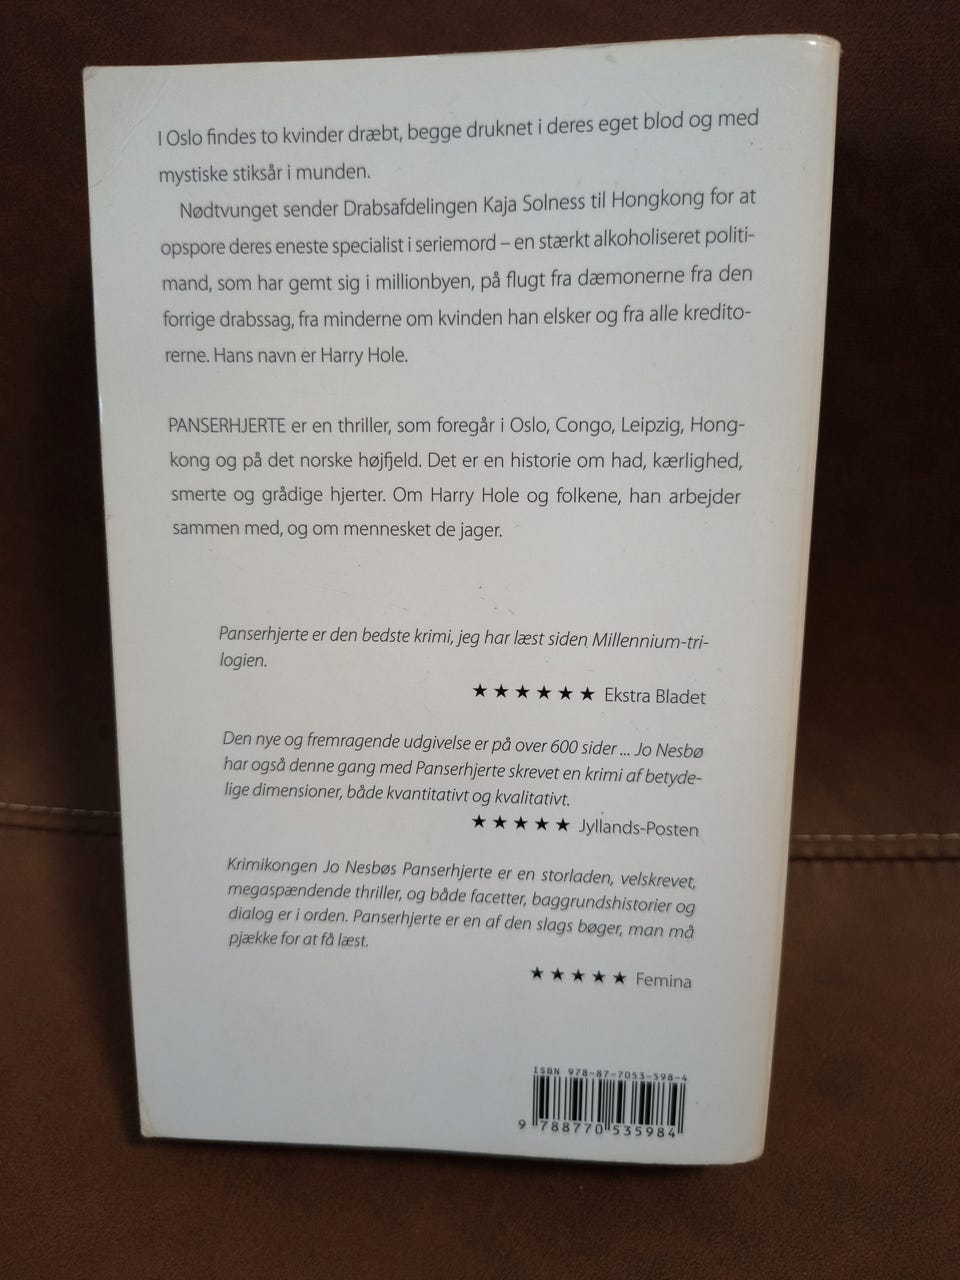 I Oslo findes to kvinder dræbt, begge druknet i deres eget blod og med
mystiske stiksår i munden.
Nødtvunget sender Drabsafdelingen Kaja Solness til Hongkong for at
opspore deres eneste specialist i seriemord – en stærkt alkoholiseret politi-
mand, som har gemt sig i millionbyen, på flugt fra dæmonerne fra den
forrige drabssag, fra minderne om kvinden han elsker og fra alle kredito-
rerne. Hans navn er Harry Hole.
PANSERHJERTE er en thriller, som foregår i Oslo, Congo, Leipzig, Hong-
kong og på det norske højfjeld. Det er en historie om had, kærlighed,
smerte og grådige hjerter. Om Harry Hole og folkene, han arbejder
sammen med, og om mennesket de jager.
Panserhjerte er den bedste krimi, jeg har læst siden Millennium-tri-
logien.
★ ★ ★ ★ ★ ★ Ekstra Bladet
Den nye og fremragende udgivelse er på over 600 sider ... Jo Nesbø
har også denne gang med Panserhjerte skrevet en krimi af betyde-
lige dimensioner, både kvantitativt og kvalitativt.
★ ★ ★ ★ ★ Jyllands-Posten
Krimikongen Jo Nesbøs Panserhjerte er en storladen, velskrevet,
megaspændende thriller, og både facetter, baggrundshistorier og
dialog er i orden. Panserhjerte er en af den slags bøger, man må
pjække for at få læst.
★ ★ ★ ★ ★ Femina
ISBN 978-87-7053-598-4
9 788770 535984